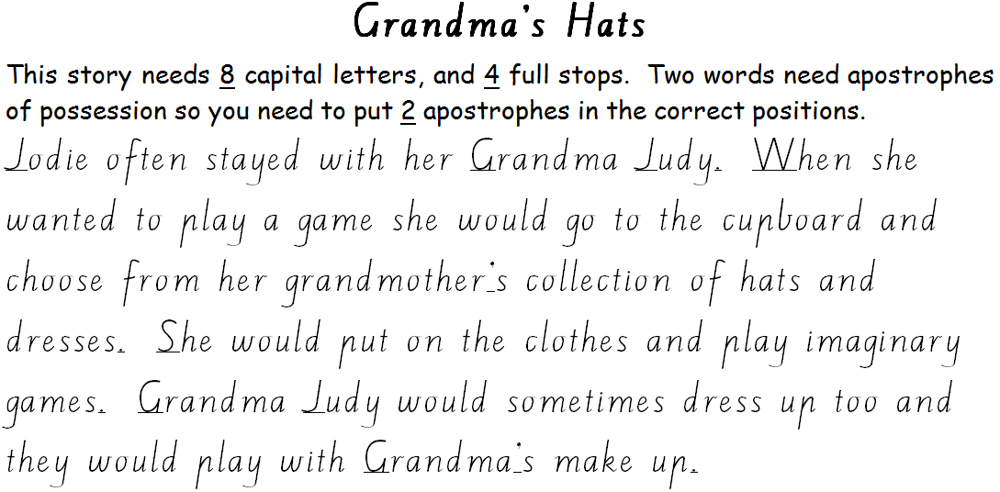 Grandma's Hats
This story needs 8 capital letters, and 4 full stops.  Two words need apostrophes
of possession so you need to put 2 apostrophes in the correct positions.
Jodie often stayed with her Grandma Judy.  When she
wanted to play a game she would go to the cupboard and
choose from her grandmother's collection of hats and
dresses.  She would put on the clothes and play imaginary
games.  Grandma Judy would sometimes dress up too and
they would play with Grandma's make up.